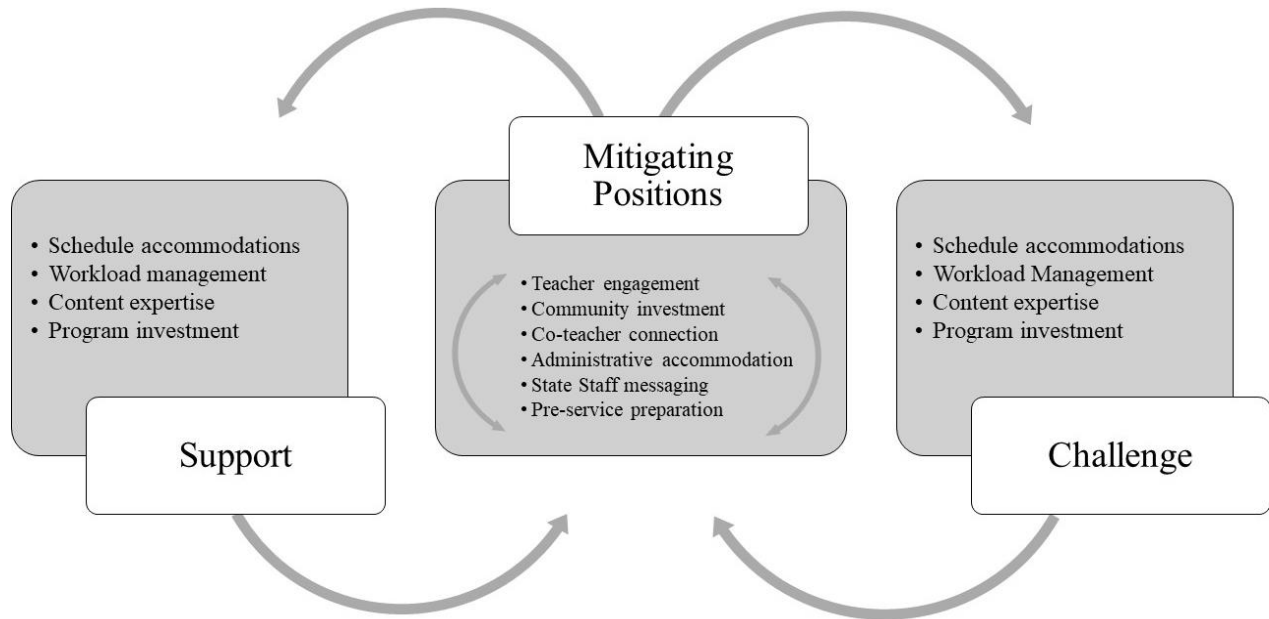 Mitigating
Positions
• Schedule accommodations
• Workload management
• Content expertise
• Program investment
Support
• Teacher engagement
• Community investment
• Co-teacher connection
• Administrative accommodation
• State Staff messaging
• Pre-service preparation
• Schedule accommodations
• Workload Management
• Content expertise
• Program investment
Challenge